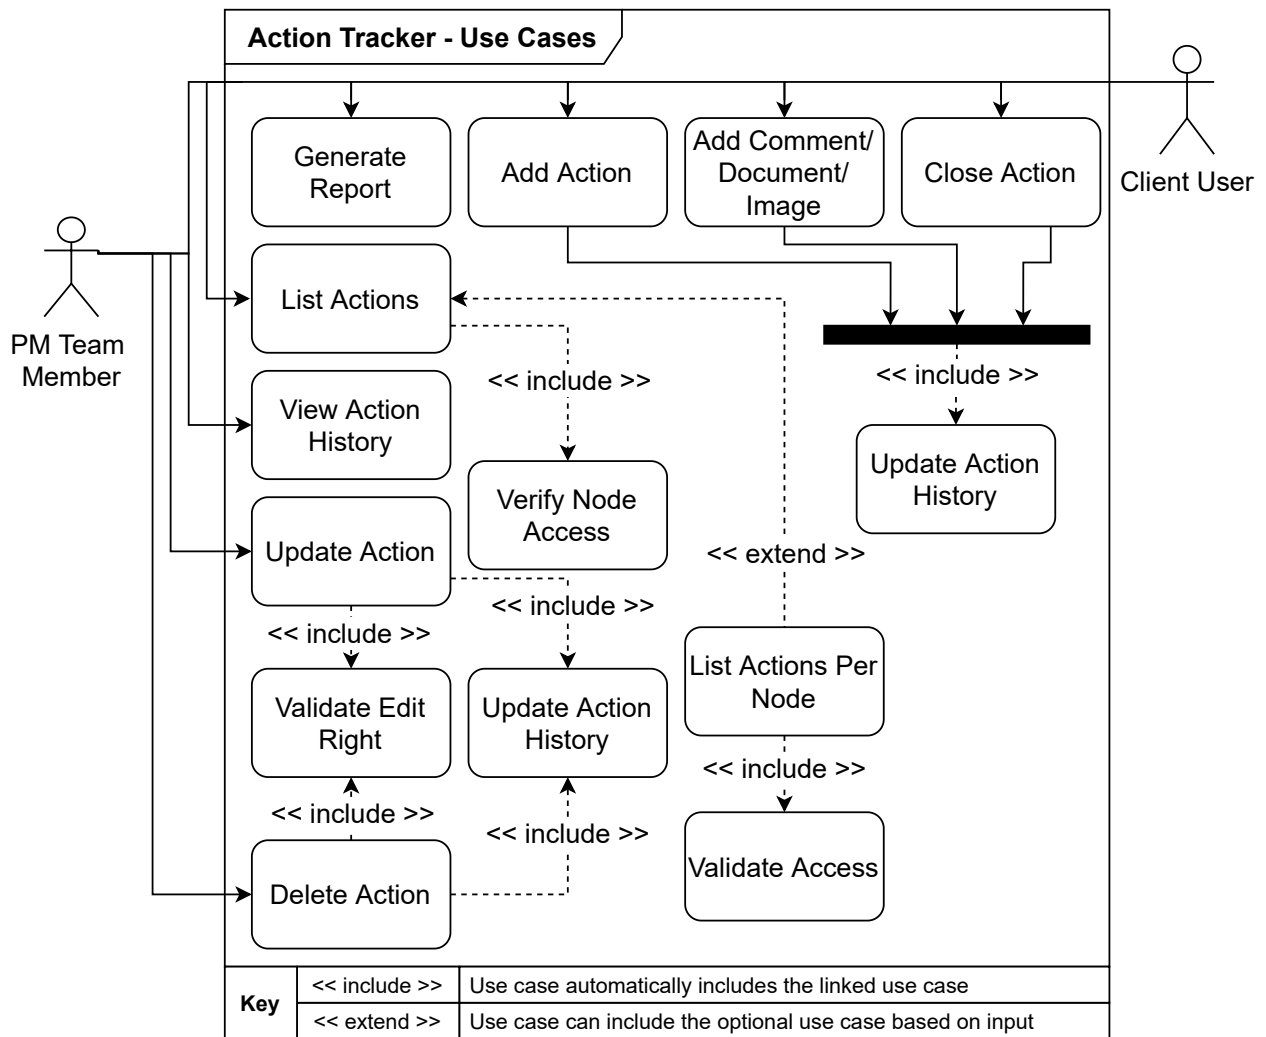 Action Tracker - Use Cases
Generate
Report
Add Action
Add Comment/
Document/
Image
Close Action
Client User
PM Team
Member
List Actions
<< include >>
<< include >>
View Action
History
Update Action
History
Verify Node
Access
Update Action
<< extend >>
<< include >>
<< include >>
List Actions Per
Node
Validate Edit
Right
Update Action
History
<< include >>
<< include >>
<< include >>
Validate Access
Delete Action
Key
<< include >>
Use case automatically includes the linked use case
<< extend >>
Use case can include the optional use case based on input